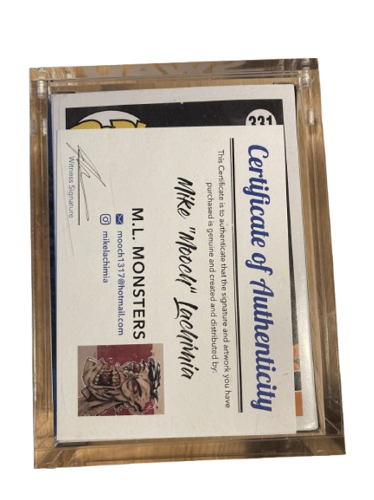 331
Certificate of Authenticity
This Certificate is to authenticate that the signature and artwork you have
purchased is genuine and created and distributed by:
Mike "Mooch" Lachimia
M.L. MONSTERS
mooch1317@hotmail.com
mikelachimia
Witness Signature